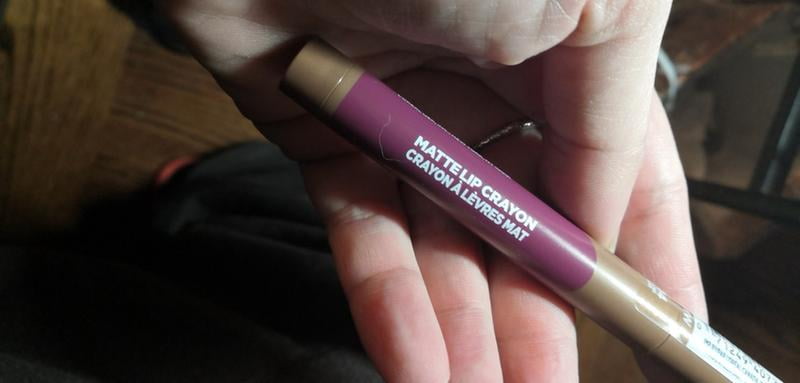 MATTE LIP CRAYON
CRAYON À LÈVRES MAT